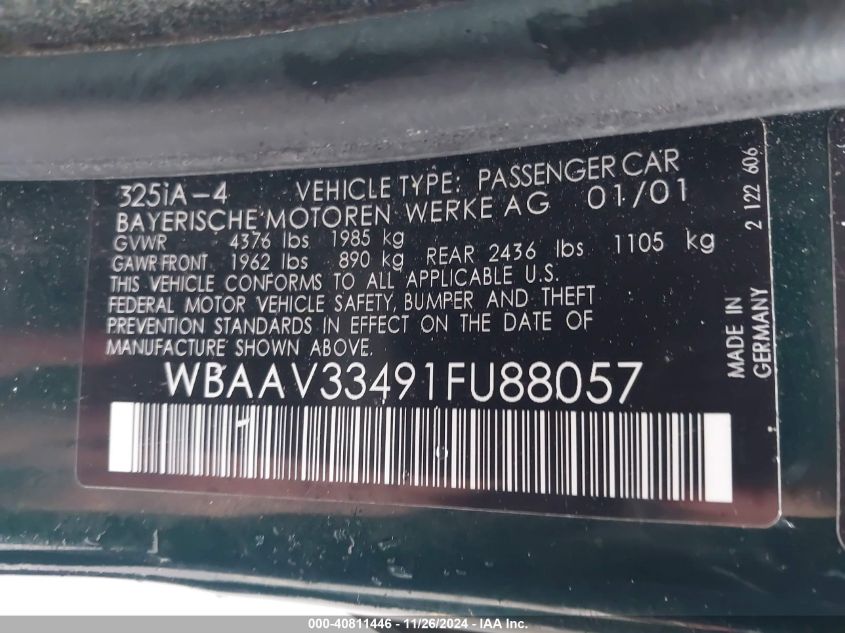 325iA-4 VEHICLE TYPE: PASSENGER CAR
BAYERISCHE MOTOREN WERKE AG 01/01
GVWR 4376 lbs 1985 kg
GAWR FRONT 1962 lbs 890 kg REAR 2436 lbs 1105 kg
THIS VEHICLE CONFORMS TO ALL APPLICABLE U.S.
FEDERAL MOTOR VEHICLE SAFETY, BUMPER AND THEFT
PREVENTION STANDARDS IN EFFECT ON THE DATE OF
MANUFACTURE SHOWN ABOVE.
WBAAV33491FU88057
2 122 606
MADE IN
GERMANY
000-40811446 - 11/26/2024 - IAA Inc.